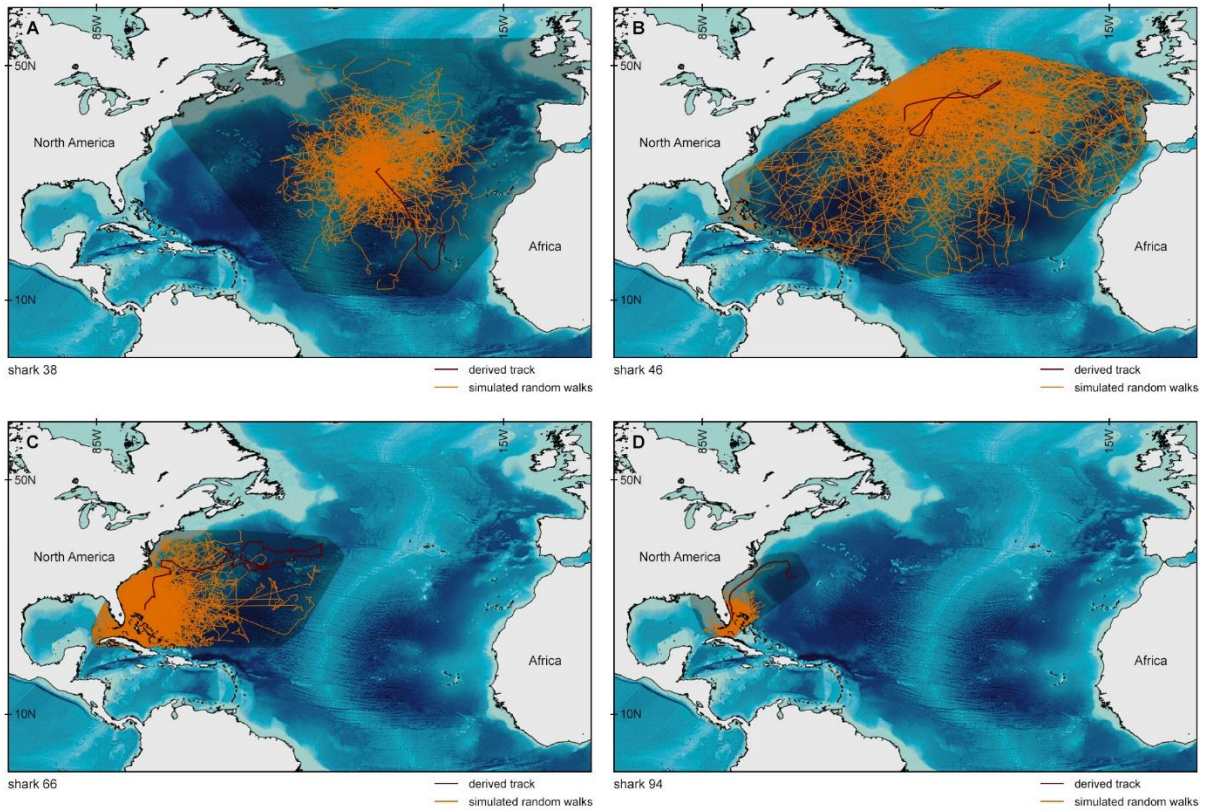 A
85W
15W
50N
North America
Africa
10N
shark 38
derived track
simulated random walks
B
85W
15W
50N
North America
Africa
10N
shark 46
derived track
simulated random walks
C
85W
15W
50N
North America
Africa
10N
shark 66
derived track
simulated random walks
D
85W
15W
50N
North America
Africa
10N
shark 94
derived track
simulated random walks